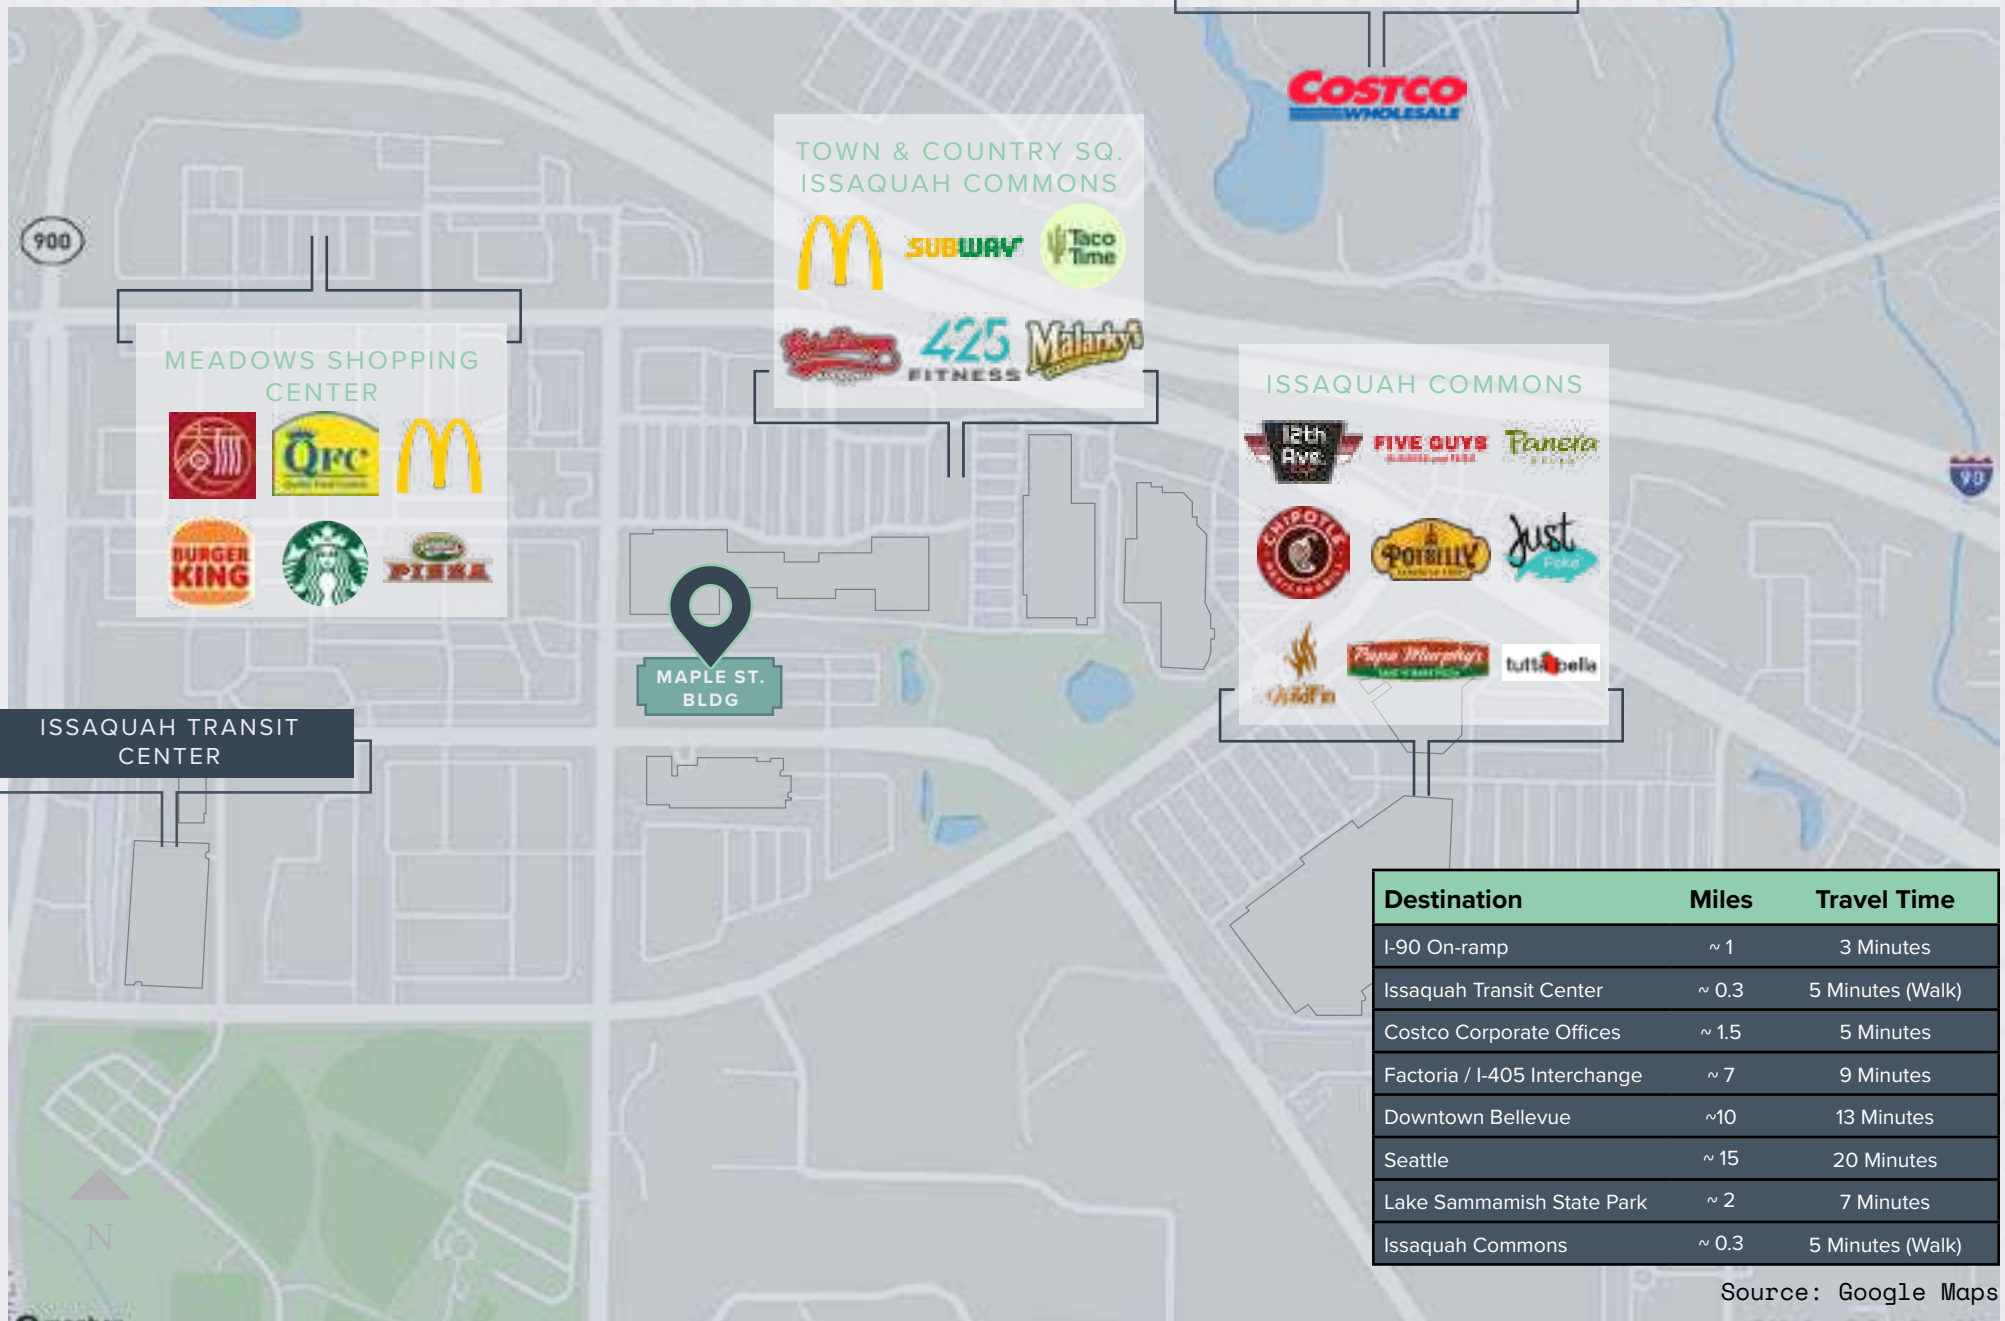 COSTCO
WHOLESALE
TOWN & COUNTRY SQ.
ISSAQUAH COMMONS
SUBWAY
Taco
Time
425
FITNESS
Malarky's
900
MEADOWS SHOPPING
CENTER
QFC
BURGER
KING
PIZZA
ISSAQUAH COMMONS
12th
Ave.
FIVE GUYS
Panera
CHIPOTLE
POTBELLY
Just
Poke
WildFin
Papa Murphy's
tutta bella
90
MAPLE ST.
BLDG
ISSAQUAH TRANSIT
CENTER
N
Destination Miles Travel Time
I-90 On-ramp ~ 1 3 Minutes
Issaquah Transit Center ~ 0.3 5 Minutes (Walk)
Costco Corporate Offices ~ 1.5 5 Minutes
Factoria / I-405 Interchange ~ 7 9 Minutes
Downtown Bellevue ~10 13 Minutes
Seattle ~ 15 20 Minutes
Lake Sammamish State Park ~ 2 7 Minutes
Issaquah Commons ~ 0.3 5 Minutes (Walk)
Source: Google Maps